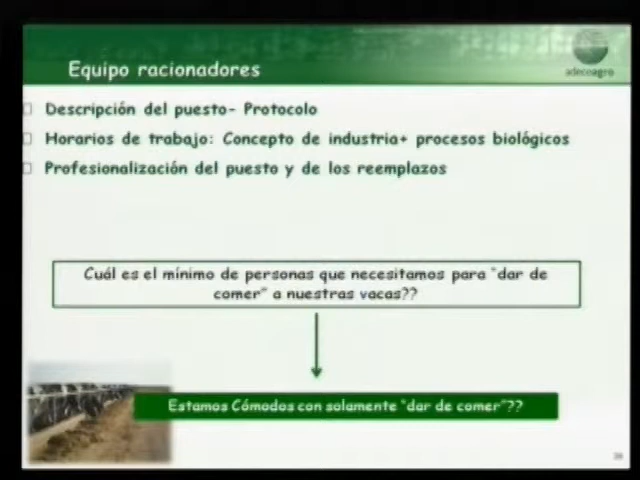 Equipo racionadores
adecoagro
Descripción del puesto- Protocolo
Horarios de trabajo: Concepto de industria+ procesos biológicos
Profesionalización del puesto y de los reemplazos
Cuál es el mínimo de personas que necesitamos para "dar de
comer" a nuestras vacas??
Estamos Cómodos con solamente "dar de comer"??